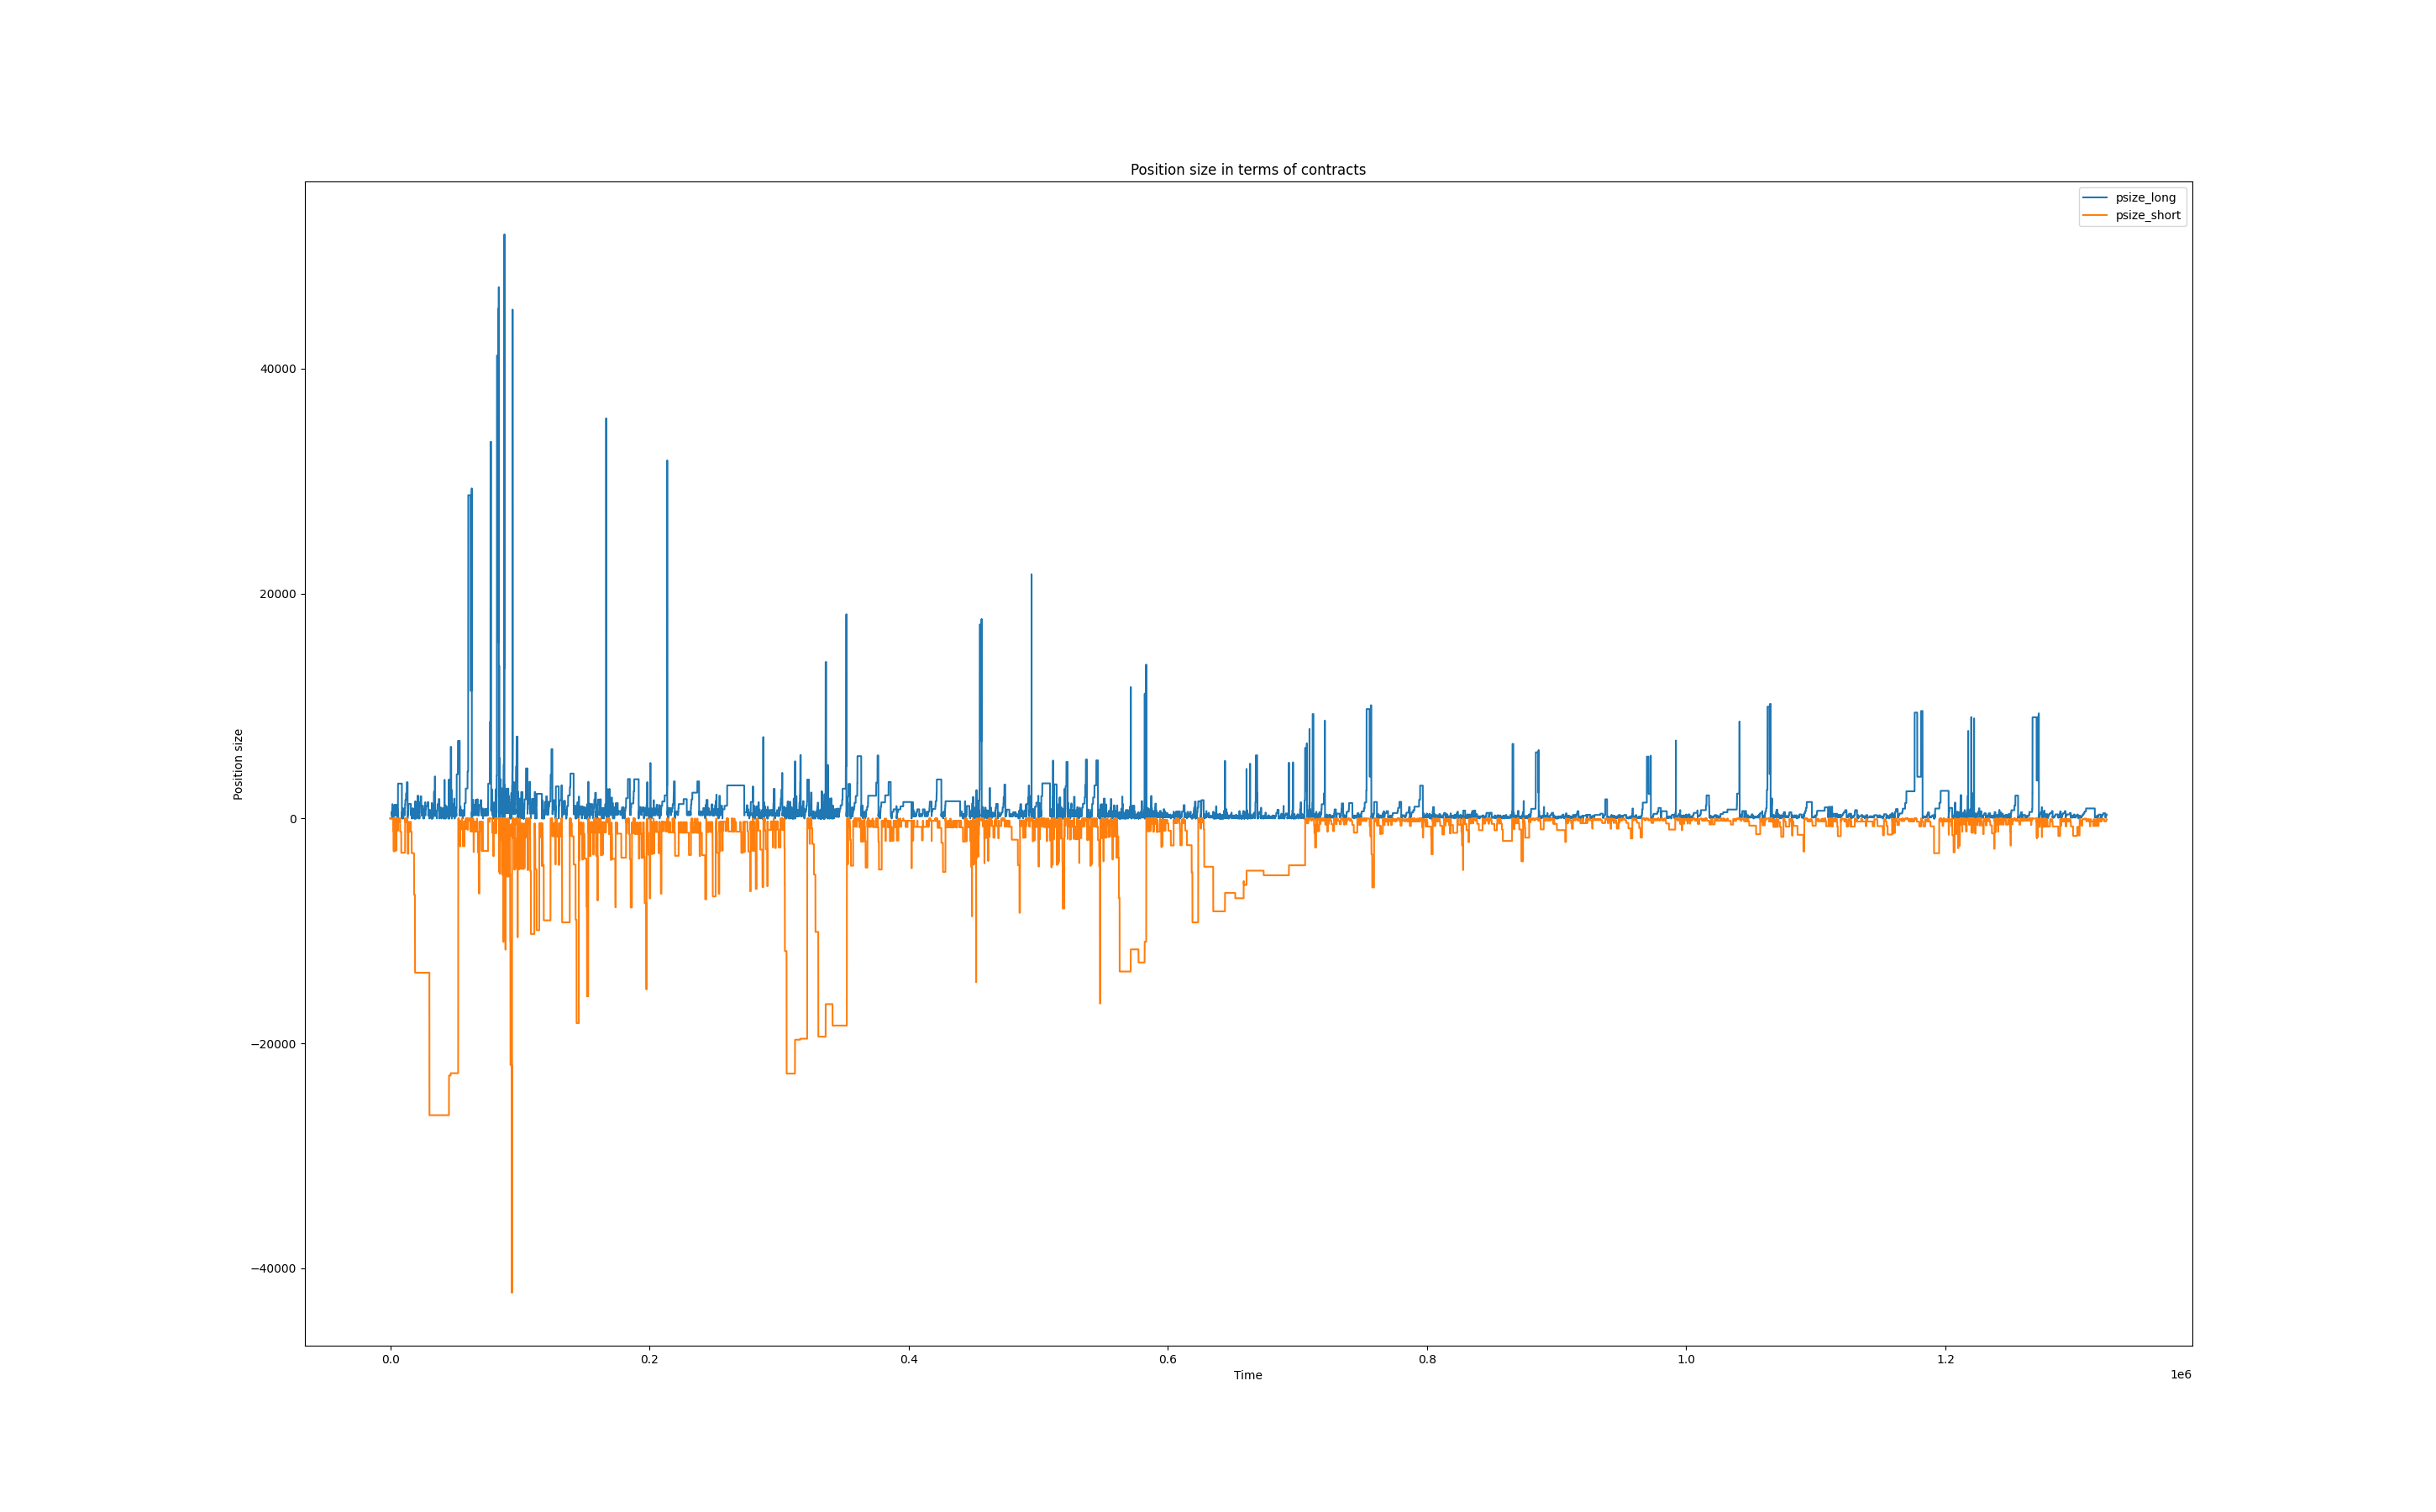 Position size in terms of contracts
psize_long
psize_short
Position size
40000
20000
0
−20000
−40000
0.0 0.2 0.4 0.6 0.8 1.0 1.2
Time
1e6